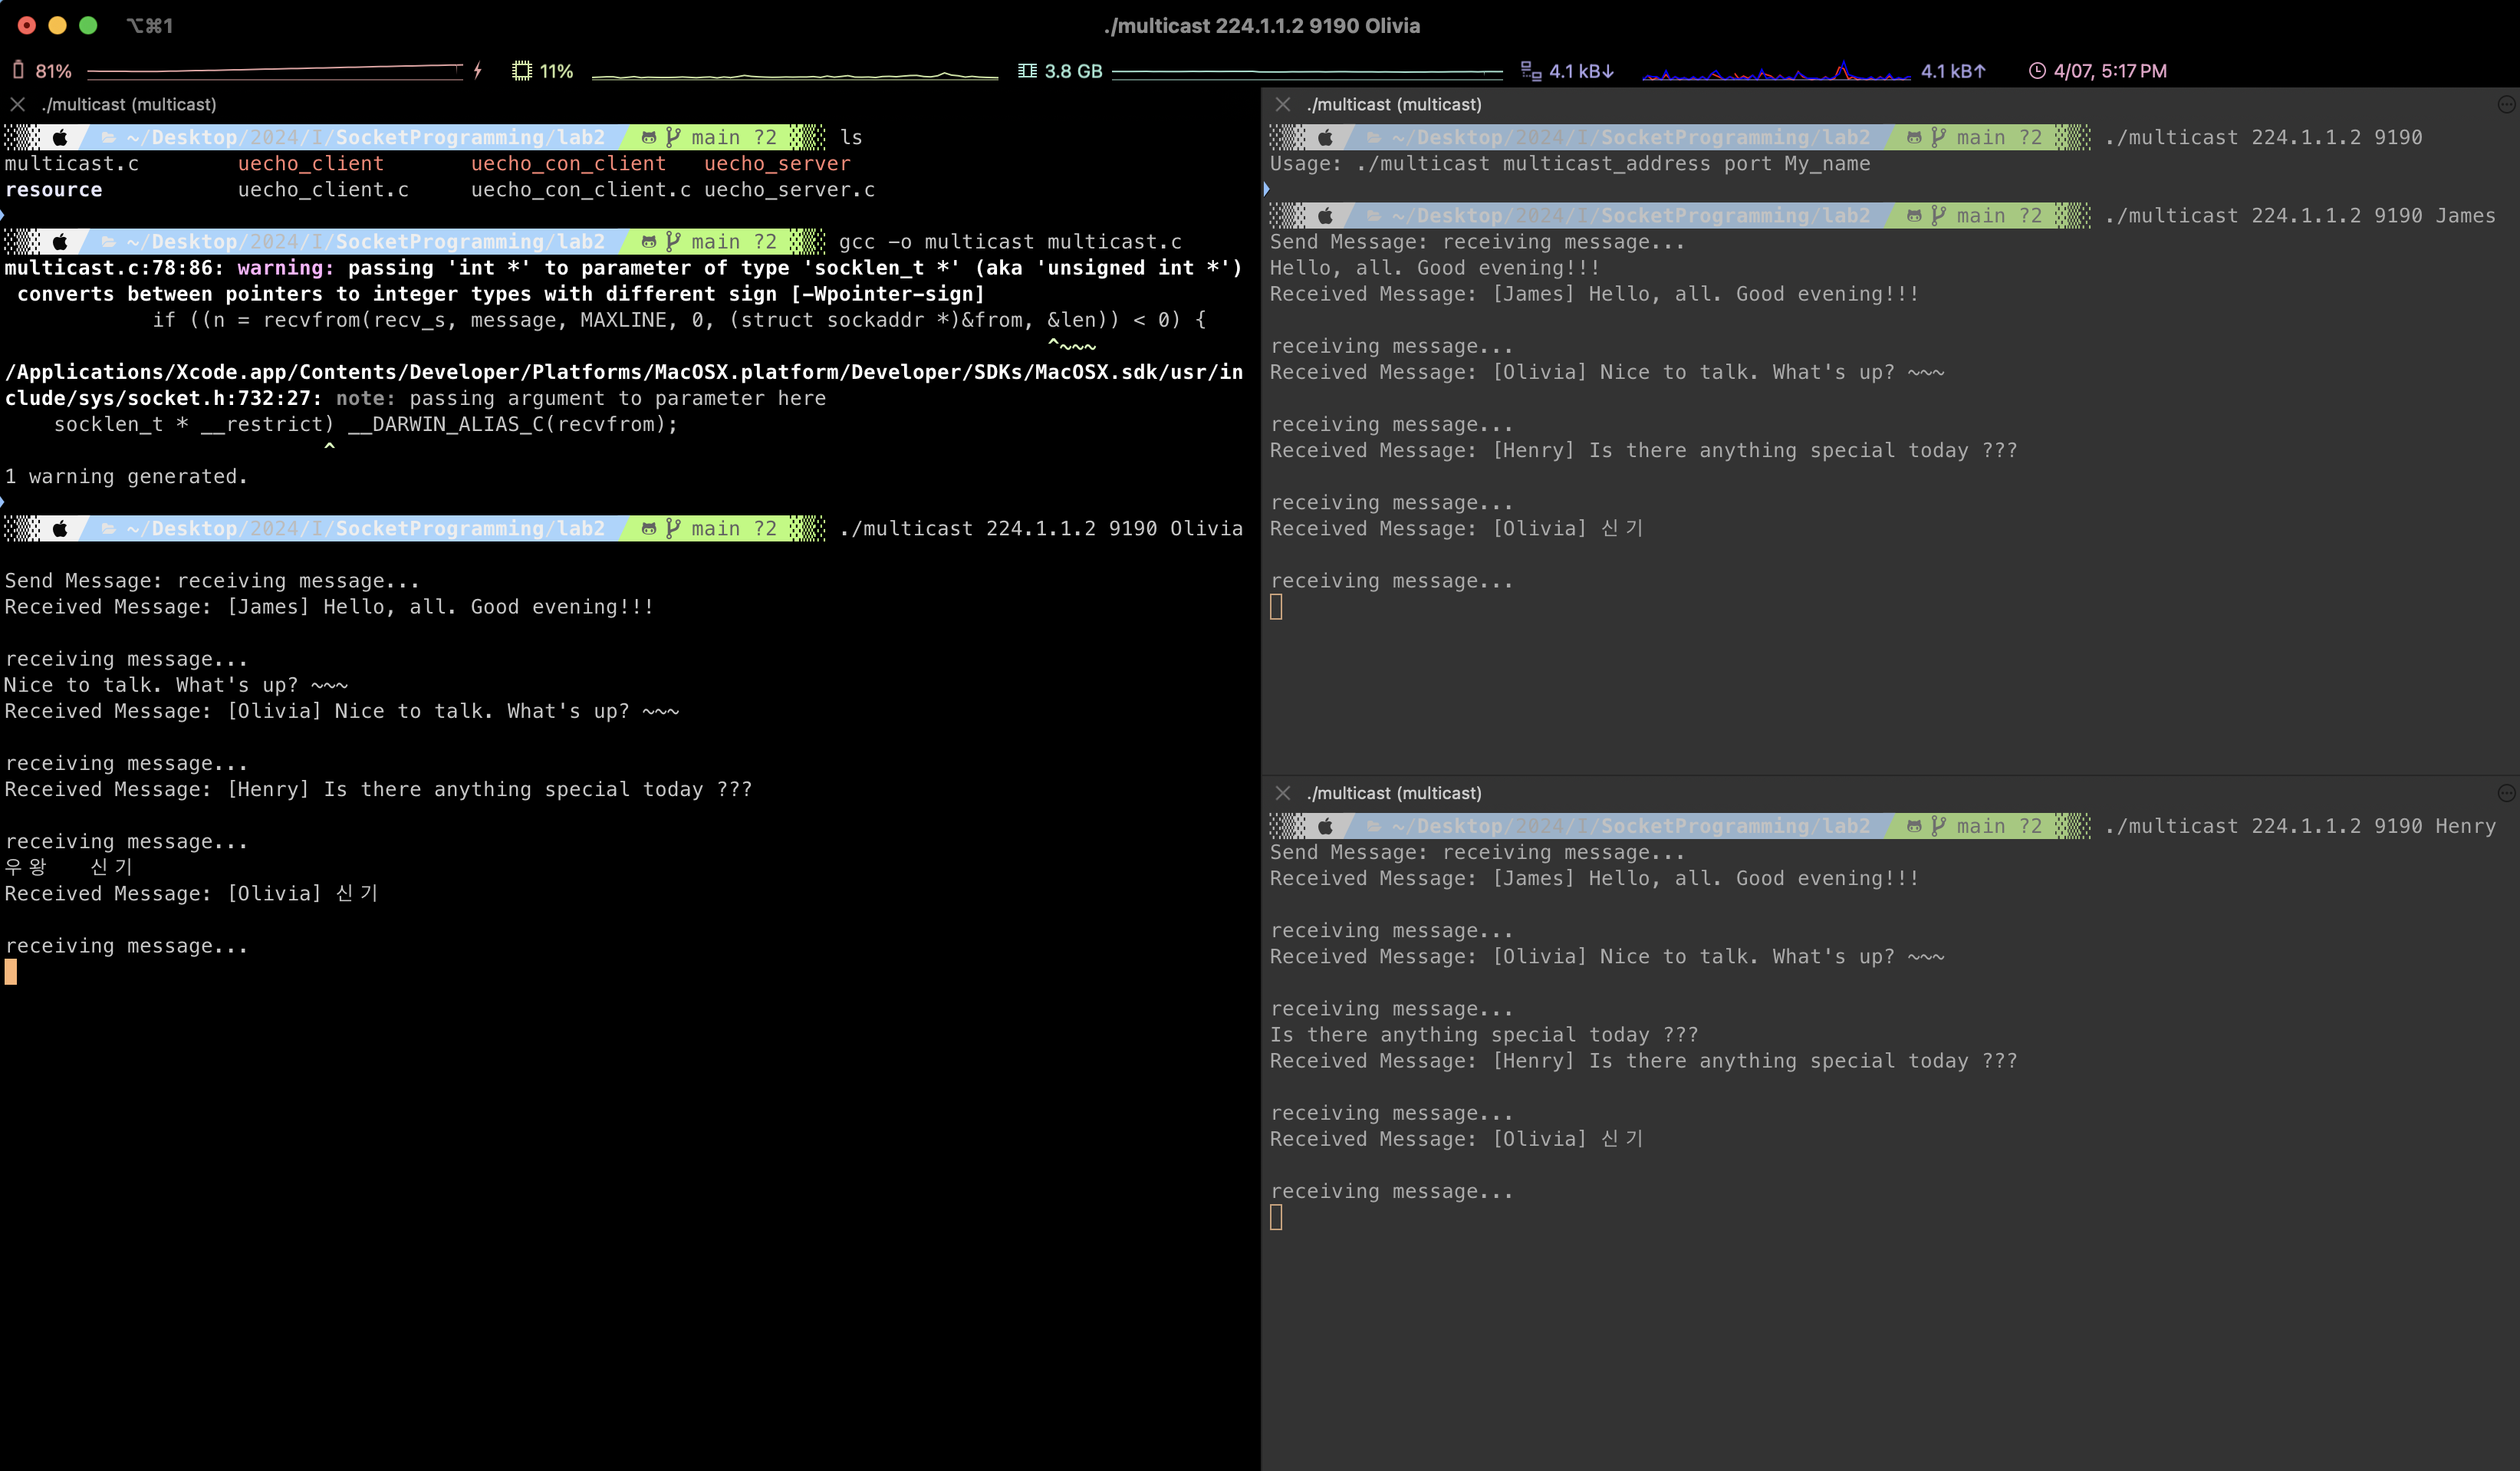 ⌥⌘1
./multicast 224.1.1.2 9190 Olivia
81%
11%
3.8 GB
4.1 kB↓
4.1 kB↑
4/07, 5:17 PM
./multicast (multicast)
~/Desktop/2024/I/SocketProgramming/lab2 main ?2 ls
multicast.c uecho_client uecho_con_client uecho_server
resource uecho_client.c uecho_con_client.c uecho_server.c
~/Desktop/2024/I/SocketProgramming/lab2 main ?2 gcc -o multicast multicast.c
multicast.c:78:86: warning: passing 'int *' to parameter of type 'socklen_t *' (aka 'unsigned int *')
converts between pointers to integer types with different sign [-Wpointer-sign]
if ((n = recvfrom(recv_s, message, MAXLINE, 0, (struct sockaddr *)&from, &len)) < 0) {
^~~~
/Applications/Xcode.app/Contents/Developer/Platforms/MacOSX.platform/Developer/SDKs/MacOSX.sdk/usr/in
clude/sys/socket.h:732:27: note: passing argument to parameter here
socklen_t * __restrict) __DARWIN_ALIAS_C(recvfrom);
^
1 warning generated.
~/Desktop/2024/I/SocketProgramming/lab2 main ?2 ./multicast 224.1.1.2 9190 Olivia
Send Message: receiving message...
Received Message: [James] Hello, all. Good evening!!!
receiving message...
Nice to talk. What's up? ~~~
Received Message: [Olivia] Nice to talk. What's up? ~~~
receiving message...
Received Message: [Henry] Is there anything special today ???
receiving message...
우왕 신기
Received Message: [Olivia] 신기
receiving message...
./multicast (multicast)
~/Desktop/2024/I/SocketProgramming/lab2 main ?2 ./multicast 224.1.1.2 9190
Usage: ./multicast multicast_address port My_name
~/Desktop/2024/I/SocketProgramming/lab2 main ?2 ./multicast 224.1.1.2 9190 James
Send Message: receiving message...
Hello, all. Good evening!!!
Received Message: [James] Hello, all. Good evening!!!
receiving message...
Received Message: [Olivia] Nice to talk. What's up? ~~~
receiving message...
Received Message: [Henry] Is there anything special today ???
receiving message...
Received Message: [Olivia] 신기
receiving message...
./multicast (multicast)
~/Desktop/2024/I/SocketProgramming/lab2 main ?2 ./multicast 224.1.1.2 9190 Henry
Send Message: receiving message...
Received Message: [James] Hello, all. Good evening!!!
receiving message...
Received Message: [Olivia] Nice to talk. What's up? ~~~
receiving message...
Is there anything special today ???
Received Message: [Henry] Is there anything special today ???
receiving message...
Received Message: [Olivia] 신기
receiving message...